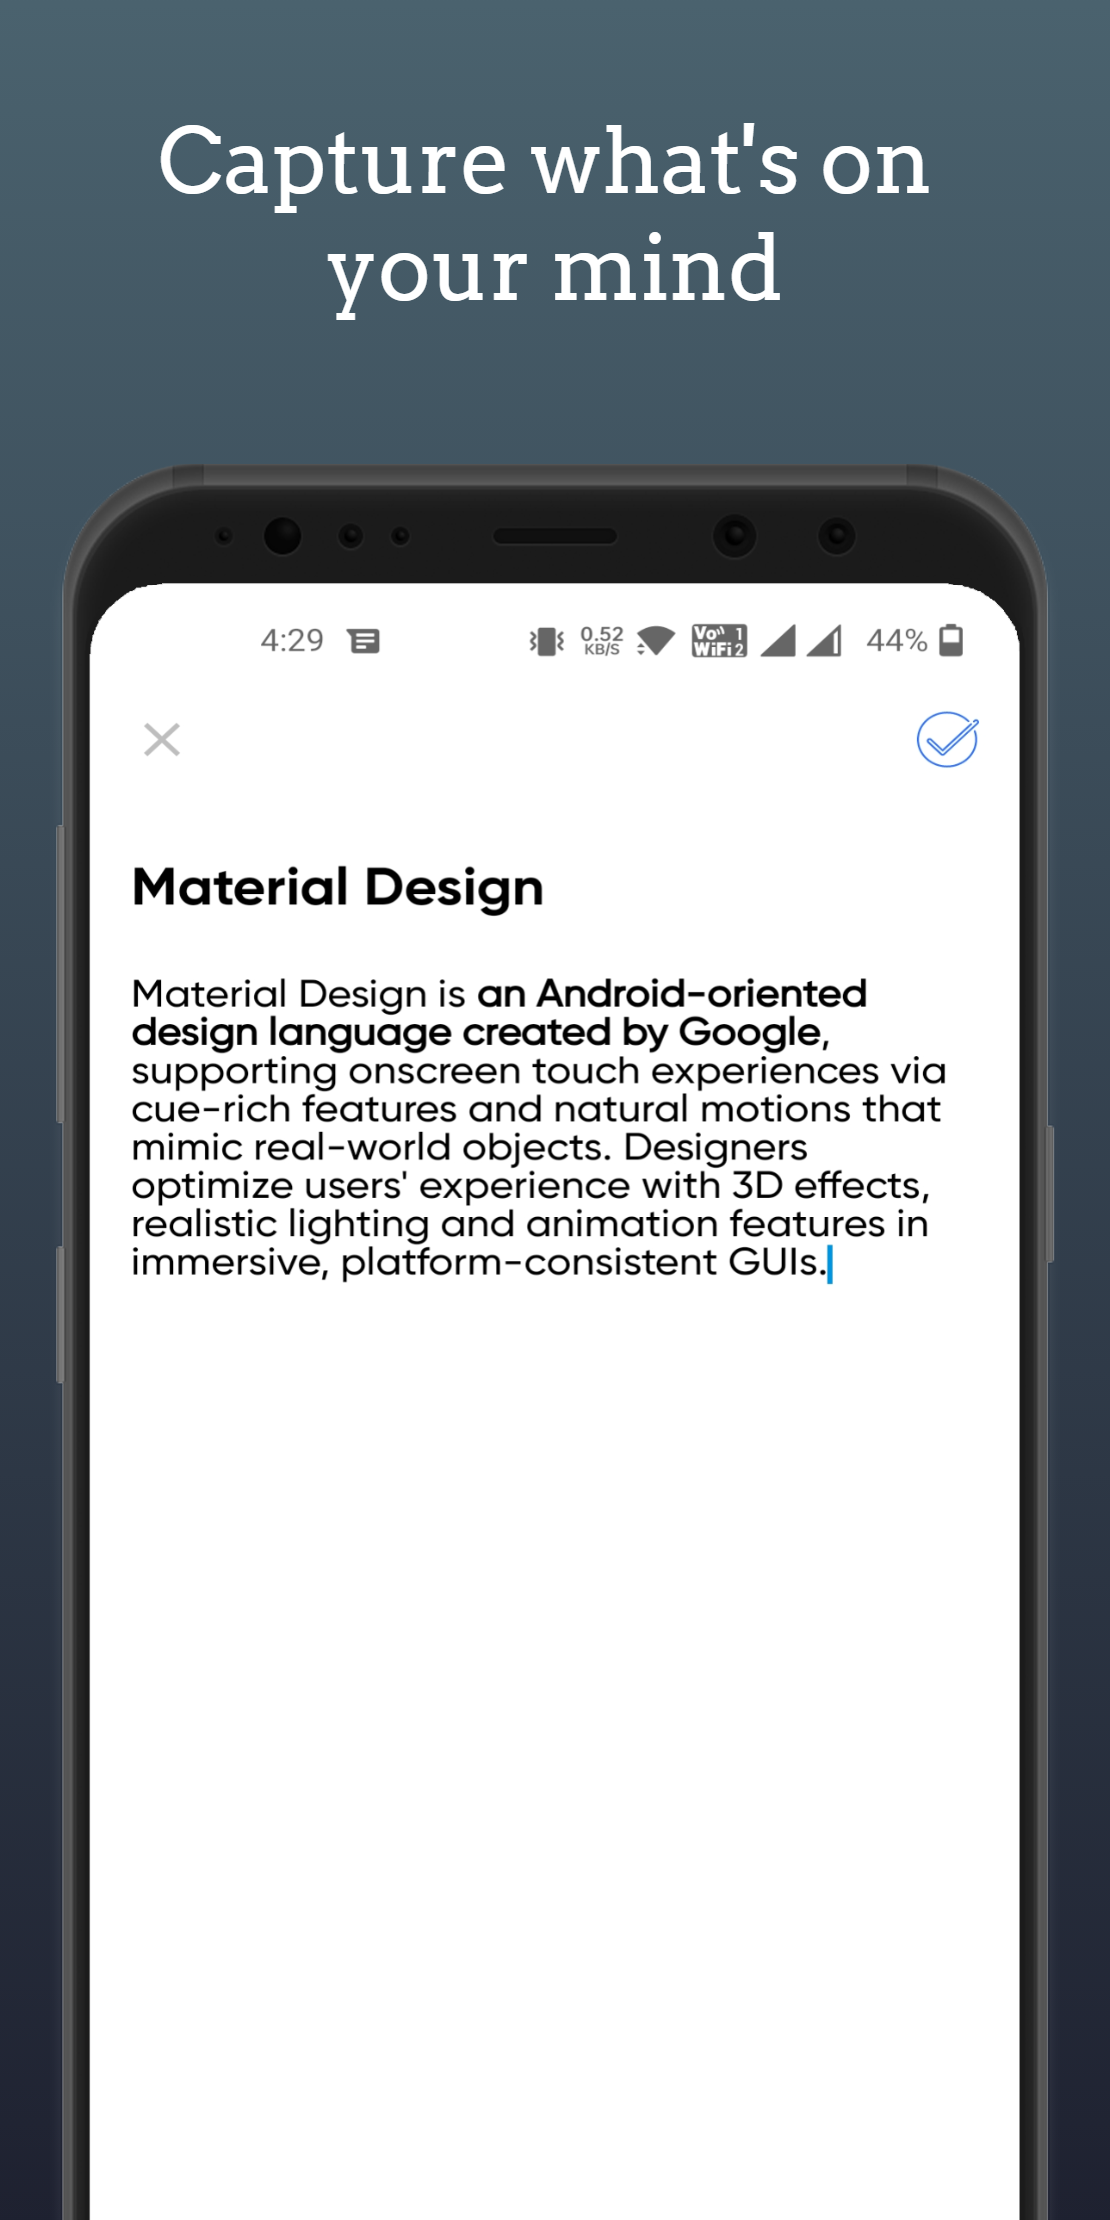 Capture what's on
your mind
4:29
0.52
KB/S
Vo)) 1
WiFi 2
44%
Material Design
Material Design is an Android-oriented
design language created by Google,
supporting onscreen touch experiences via
cue-rich features and natural motions that
mimic real-world objects. Designers
optimize users' experience with 3D effects,
realistic lighting and animation features in
immersive, platform-consistent GUIs.